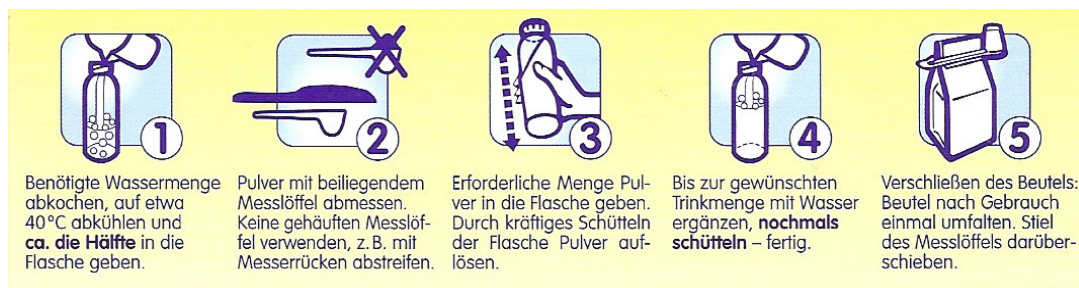 1
Benötigte Wassermenge
abkochen, auf etwa
40°C abkühlen und
ca. die Hälfte in die
Flasche geben.
2
Pulver mit beiliegendem
Messlöffel abmessen.
Keine gehäuften Messlöf-
fel verwenden, z.B. mit
Messerrücken abstreifen.
3
Erforderliche Menge Pul-
ver in die Flasche geben.
Durch kräftiges Schütteln
der Flasche Pulver auf-
lösen.
4
Bis zur gewünschten
Trinkmenge mit Wasser
ergänzen, nochmals
schütteln – fertig.
5
Verschließen des Beutels:
Beutel nach Gebrauch
einmal umfalten. Stiel
des Messlöffels darüber-
schieben.